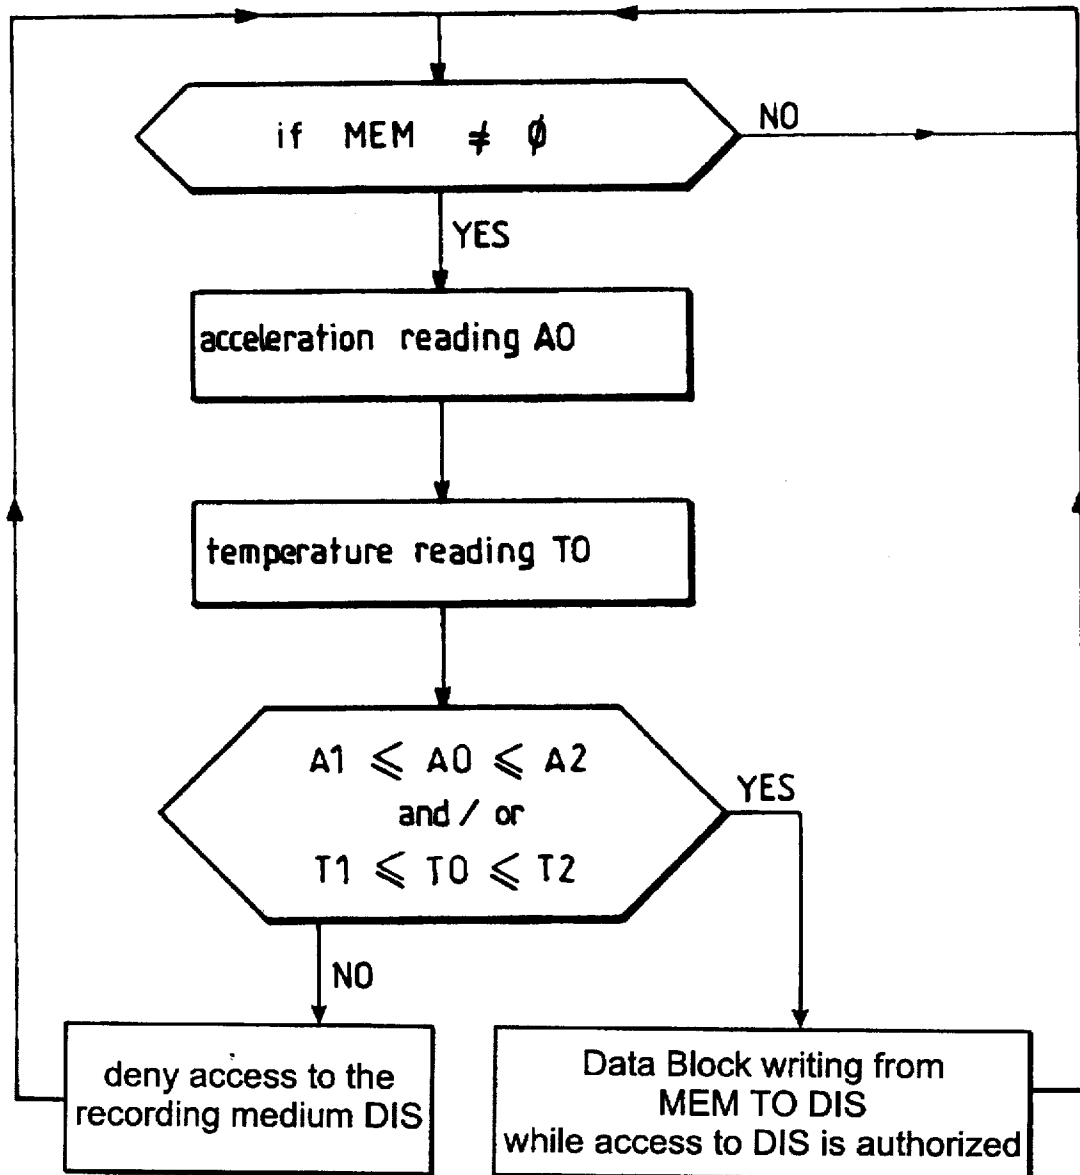 if MEM ≠ Ø
NO
YES
acceleration reading A0
temperature reading T0
A1 ⩽ A0 ⩽ A2
and / or
T1 ⩽ T0 ⩽ T2
YES
NO
deny access to the
recording medium DIS
Data Block writing from
MEM TO DIS
while access to DIS is authorized